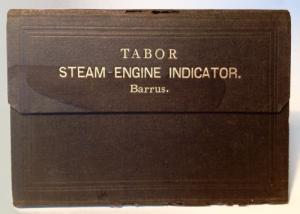 TABOR
STEAM-ENGINE INDICATOR.
Barrus.